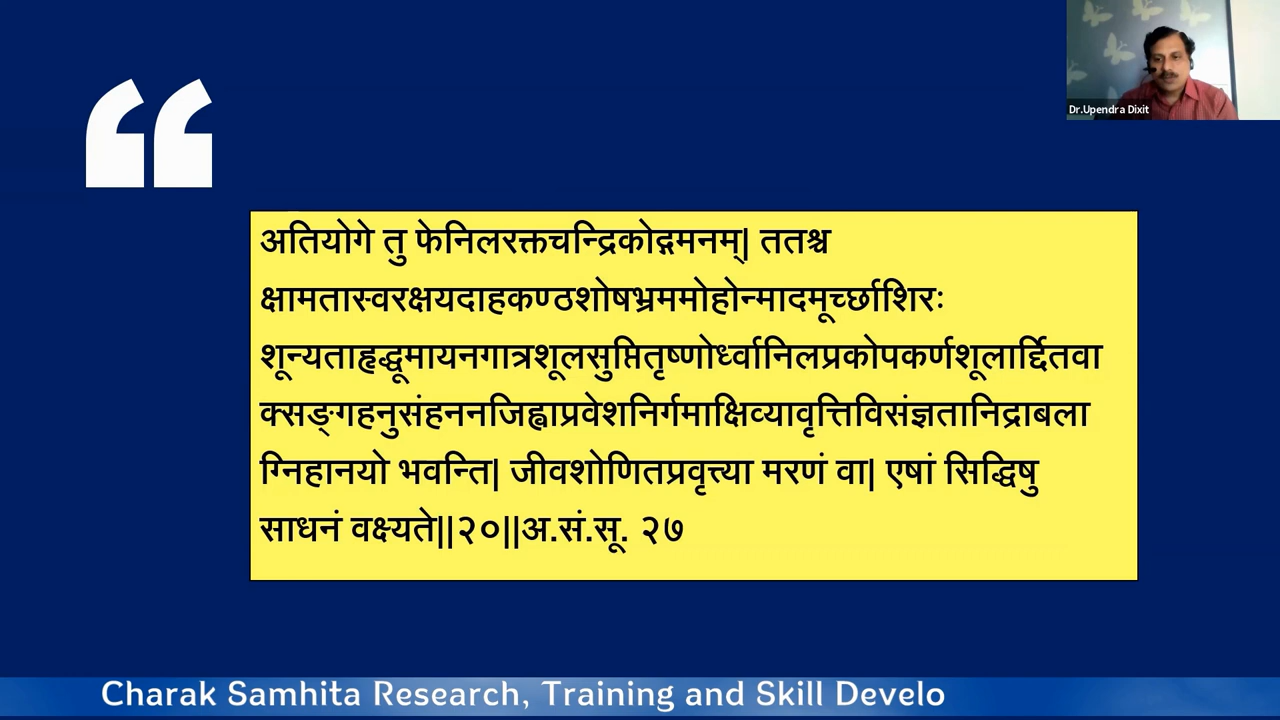 Dr.Upendra Dixit
अतियोगे तु फेनिलरक्तचन्द्रिकोद्गमनम्| ततश्च
क्षामतास्वरक्षयदाहकण्ठशोषभ्रममोहोन्मादमूर्च्छाशिरः
शून्यताहृद्धूमायनगात्रशूलसुप्तितृष्णोर्ध्वानिलप्रकोपकर्णशूलार्द्दितवा
क्सङ्गहनुसंहननजिह्वाप्रवेशनिर्गमाक्षिव्यावृत्तिविसंज्ञतानिद्राबला
ग्निहानयो भवन्ति| जीवशोणितप्रवृत्त्या मरणं वा| एषां सिद्धिषु
साधनं वक्ष्यते||२०||अ.सं.सू. २७
Charak Samhita Research, Training and Skill Develo